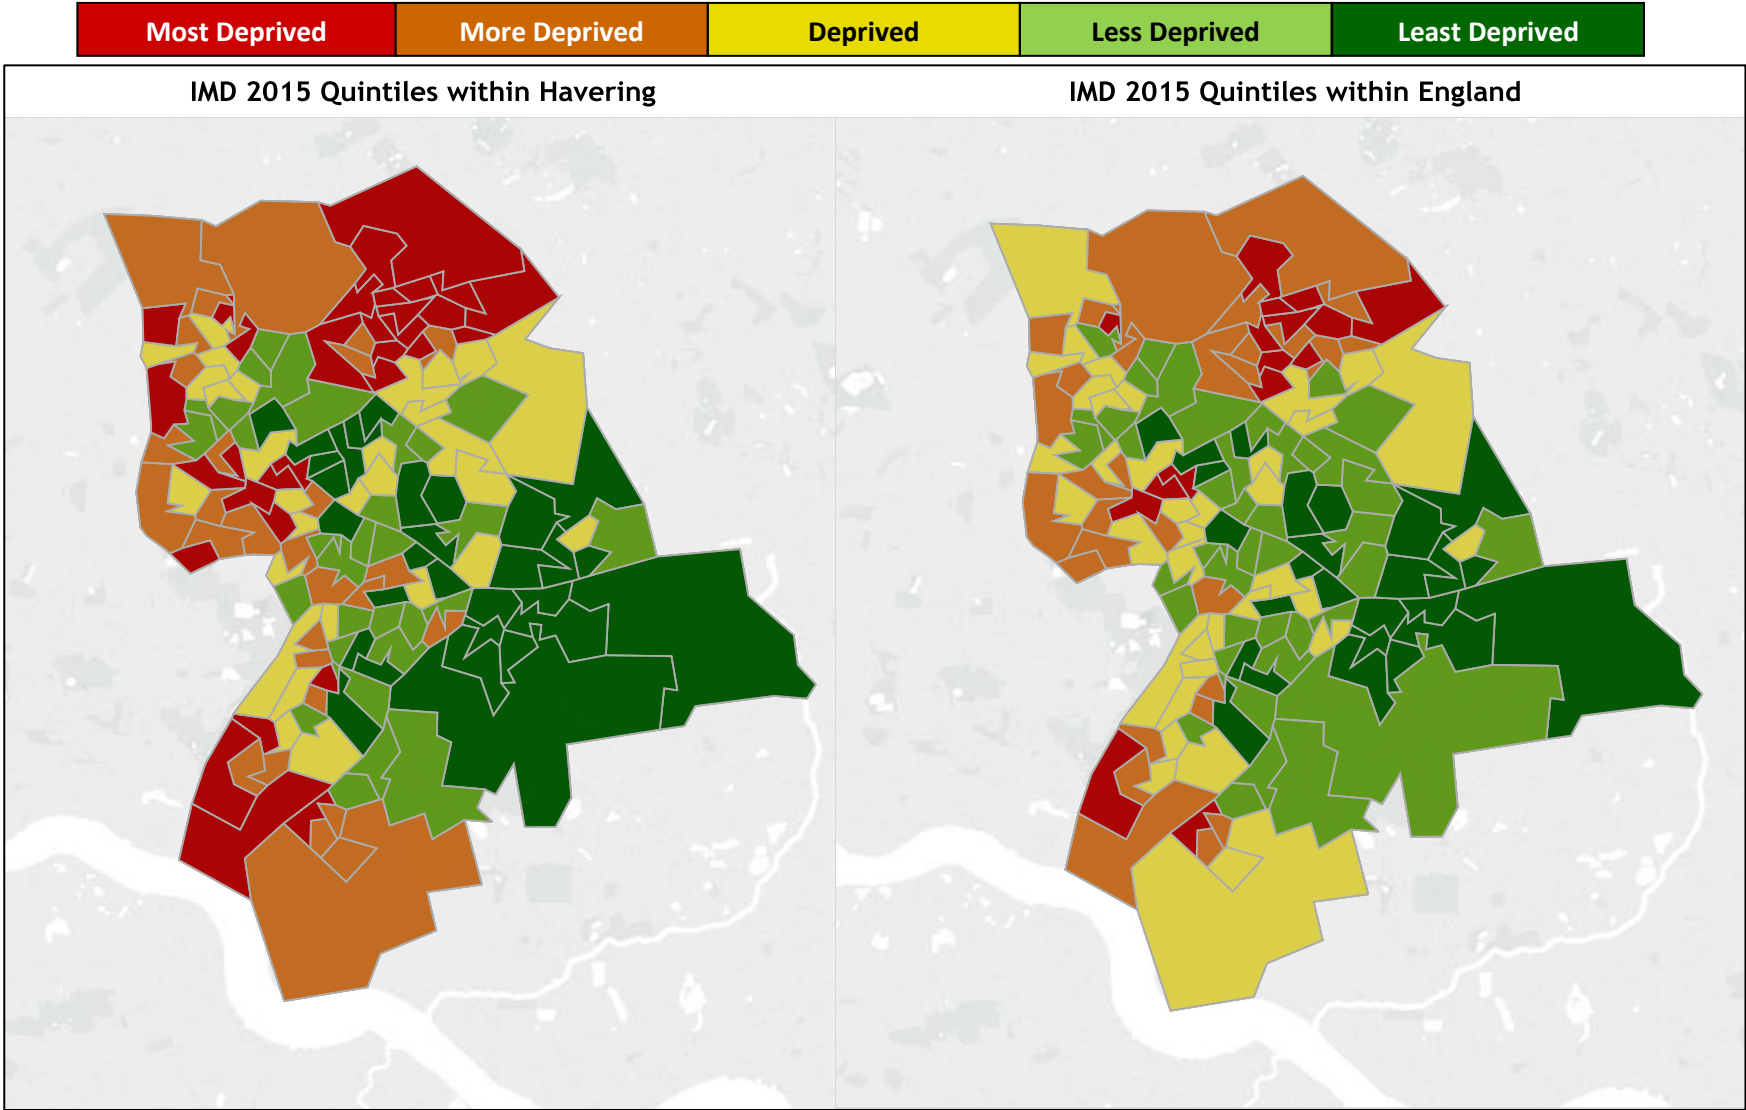 Most Deprived More Deprived Deprived Less Deprived Least Deprived
IMD 2015 Quintiles within Havering IMD 2015 Quintiles within England